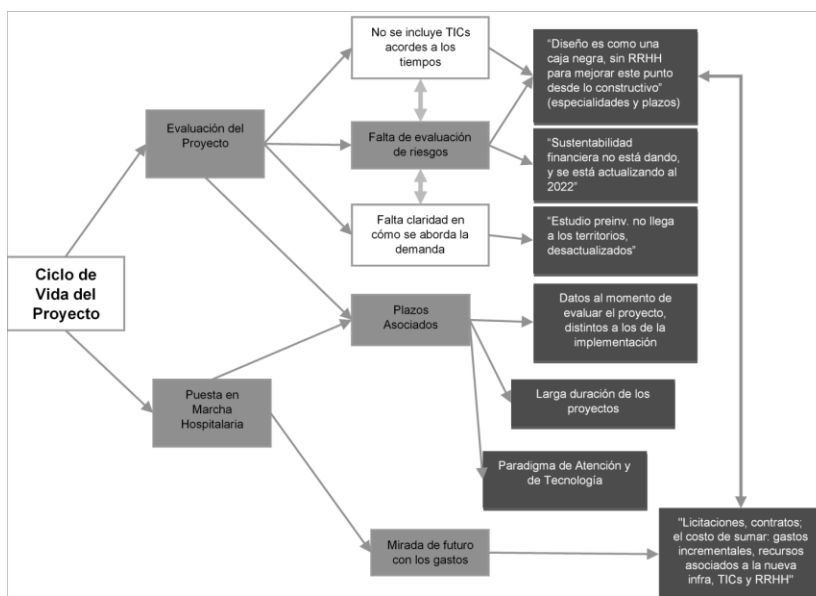 No se incluye TICs
acordes a los
tiempos
“Diseño es como una
caja negra, sin RRHH
para mejorar este punto
desde lo constructivo”
(especialidades y plazos)
Evaluación del
Proyecto
Falta de evaluación
de riesgos
“Sustentabilidad
financiera no está dando,
y se está actualizando al
2022”
Falta claridad en
cómo se aborda la
demanda
“Estudio preinv. no llega
a los territorios,
desactualizados”
Ciclo de
Vida del
Proyecto
Plazos
Asociados
Datos al momento de
evaluar el proyecto,
distintos a los de la
implementación
Puesta en
Marcha
Hospitalaria
Larga duración de los
proyectos
Paradigma de Atención y
de Tecnología
Mirada de futuro
con los gastos
"Licitaciones, contratos;
el costo de sumar: gastos
incrementales, recursos
asociados a la nueva
infra, TICs y RRHH"